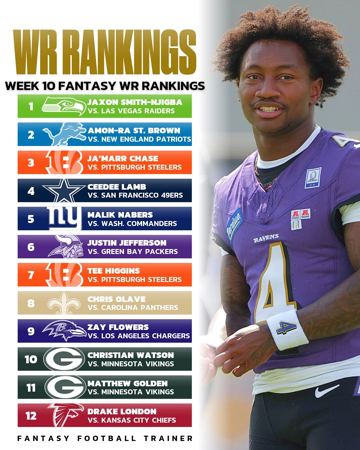 WR RANKINGS
WEEK 10 FANTASY WR RANKINGS
1 JAXON SMITH-NJIGBA
VS. LAS VEGAS RAIDERS
2 AMON-RA ST. BROWN
VS. NEW ENGLAND PATRIOTS
3 JA'MARR CHASE
VS. PITTSBURGH STEELERS
4 CEEDEE LAMB
VS. SAN FRANCISCO 49ERS
5 MALIK NABERS
VS. WASH. COMMANDERS
6 JUSTIN JEFFERSON
VS. GREEN BAY PACKERS
7 TEE HIGGINS
VS. PITTSBURGH STEELERS
8 CHRIS OLAVE
VS. CAROLINA PANTHERS
9 ZAY FLOWERS
VS. LOS ANGELES CHARGERS
10 CHRISTIAN WATSON
VS. MINNESOTA VIKINGS
11 MATTHEW GOLDEN
VS. MINNESOTA VIKINGS
12 DRAKE LONDON
VS. KANSAS CITY CHIEFS
FANTASY FOOTBALL TRAINER
RAVENS
4